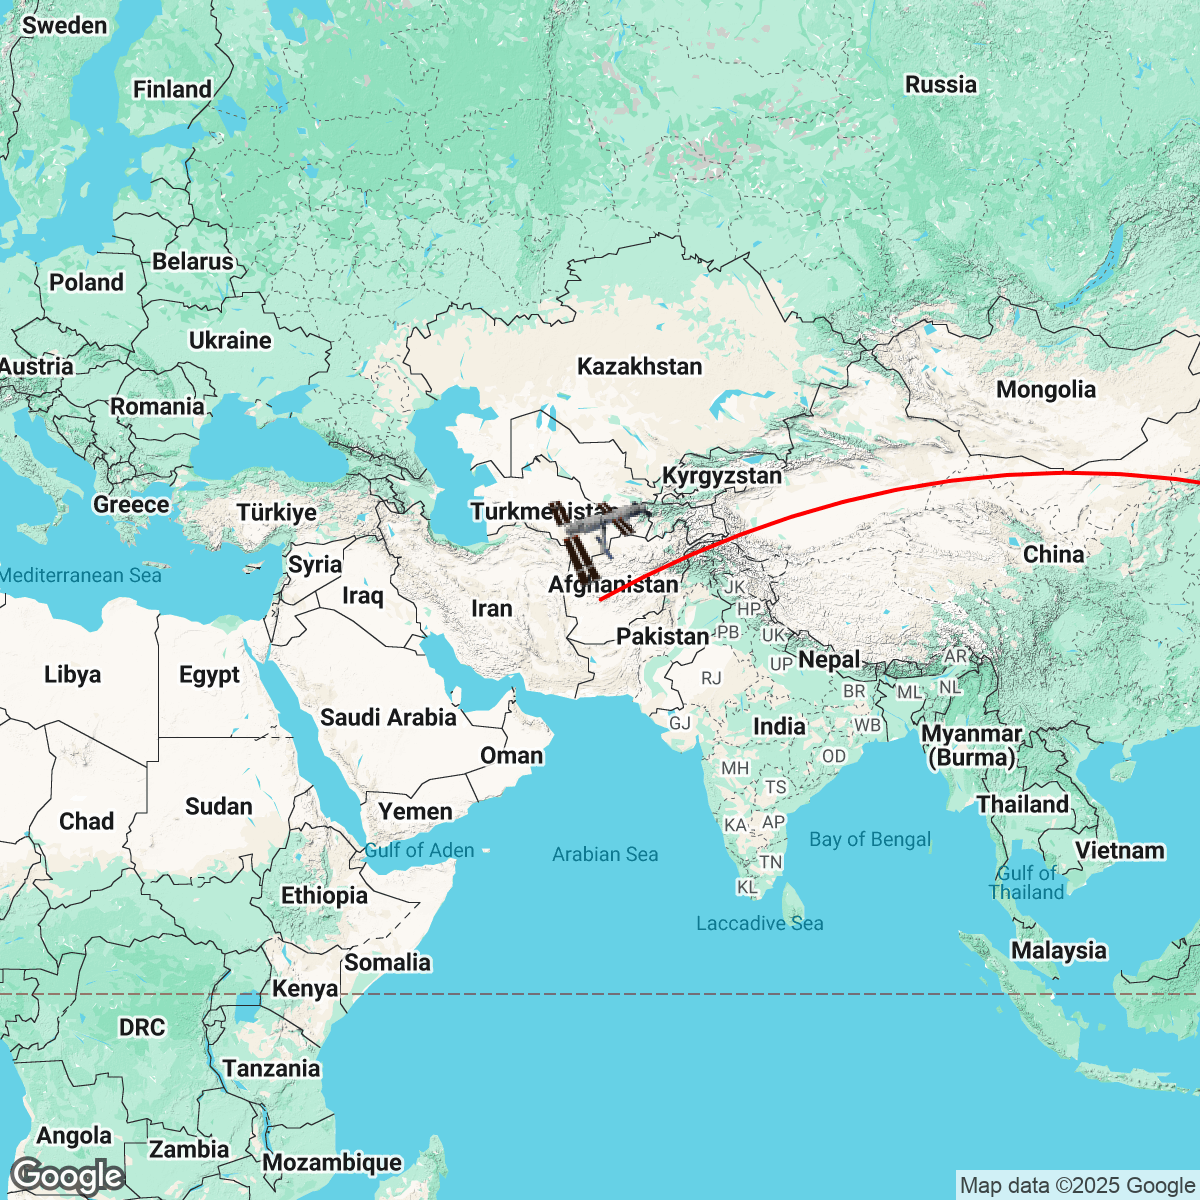 Sweden
Finland
Russia
Belarus
Poland
Ukraine
Kazakhstan
Austria
Mongolia
Romania
Kyrgyzstan
Greece
Türkiye
Turkmenistan
China
Syria
Mediterranean Sea
Afghanistan
JK
Iraq
Iran
HP
PB
UK
Pakistan
Nepal
AR
UP
Libya
Egypt
RJ
BR
ML
NL
Saudi Arabia
GJ
India
WB
Myanmar
(Burma)
Oman
OD
MH
TS
Sudan
Yemen
Thailand
Chad
KA
AP
Bay of Bengal
Gulf of Aden
Arabian Sea
Vietnam
TN
Gulf of
Thailand
Ethiopia
KL
Laccadive Sea
Malaysia
Somalia
Kenya
DRC
Tanzania
Angola
Zambia
Mozambique
Google
Map data ©2025 Google